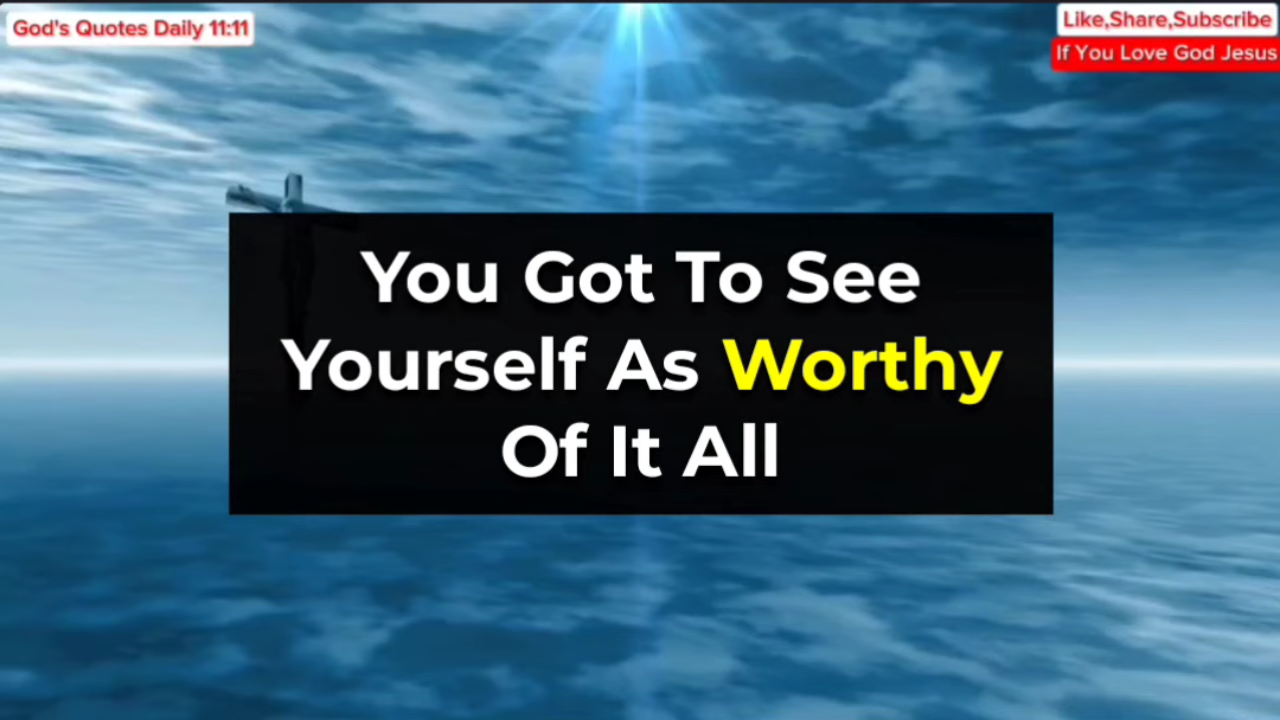 God's Quotes Daily 11:11
Like,Share,Subscribe
If You Love God Jesus
You Got To See
Yourself As Worthy
Of It All